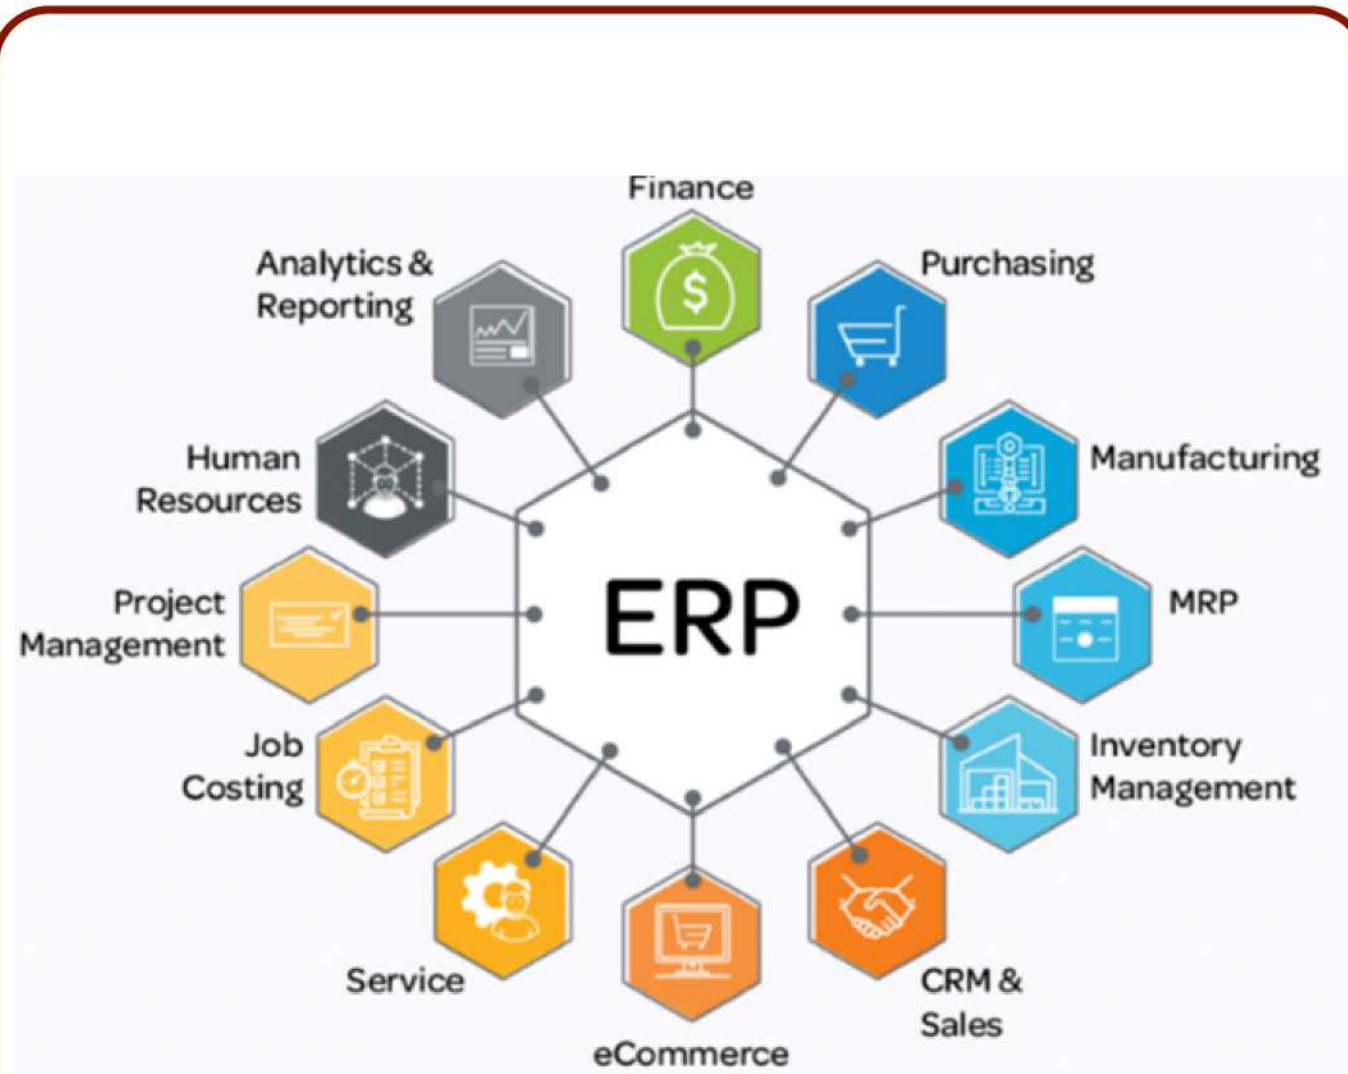 Finance
Analytics &
Reporting
Purchasing
Human
Resources
Manufacturing
Project
Management
ERP
MRP
Job
Costing
Inventory
Management
Service
CRM &
Sales
eCommerce
$